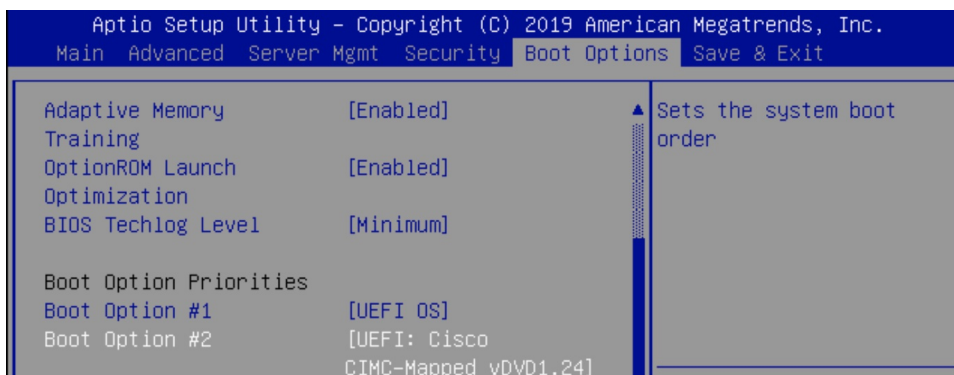 Aptio Setup Utility – Copyright (C) 2019 American Megatrends, Inc.
Main Advanced Server Mgmt Security Boot Options Save & Exit
Adaptive Memory [Enabled]
Training
OptionROM Launch [Enabled]
Optimization
BIOS Techlog Level [Minimum]
Boot Option Priorities
Boot Option #1 [UEFI OS]
Boot Option #2 [UEFI: Cisco
CIMC-Mapped vDVD1.24]
Sets the system boot
order